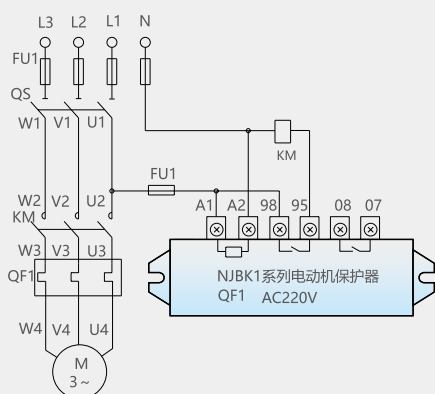 L3 L2 L1 N
FU1
QS
W1 V1 U1
KM
FU1
W2 V2 U2
KM
A1 A2 98 95 08 07
W3 V3 U3
QF1
NJBK1系列电动机保护器
QF1 AC220V
W4 V4 U4
M
3~